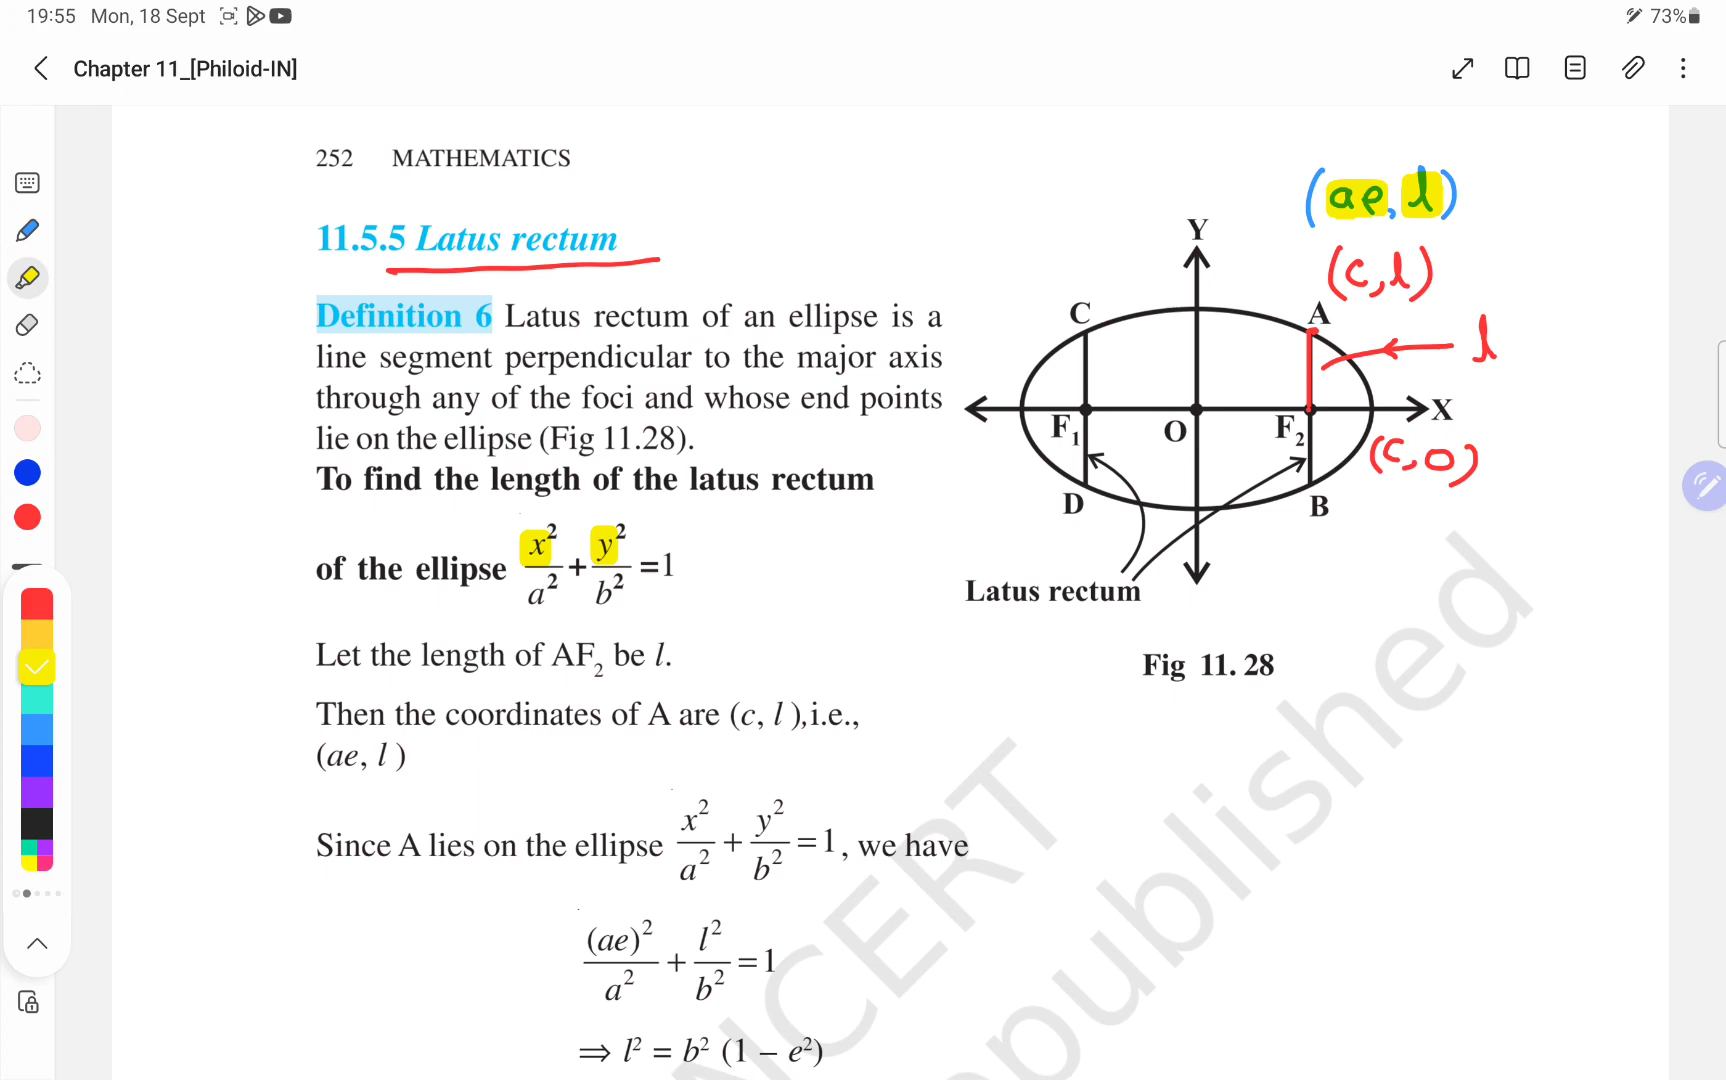 19:55 Mon, 18 Sept
73%
Chapter 11_[Philoid-IN]
252 MATHEMATICS
11.5.5 Latus rectum
Definition 6 Latus rectum of an ellipse is a
line segment perpendicular to the major axis
through any of the foci and whose end points
lie on the ellipse (Fig 11.28).
To find the length of the latus rectum
of the ellipse x²/a² + y²/b² = 1
Let the length of AF₂ be l.
Then the coordinates of A are (c, l ),i.e.,
(ae, l )
Since A lies on the ellipse x²/a² + y²/b² = 1, we have
(ae)²/a² + l²/b² = 1
⇒ l² = b² (1 – e²)
(ae, l)
(c, l)
Y
C
A
l
X
F₁
O
F₂
(c, 0)
D
B
Latus rectum
Fig 11. 28
NCERT
published